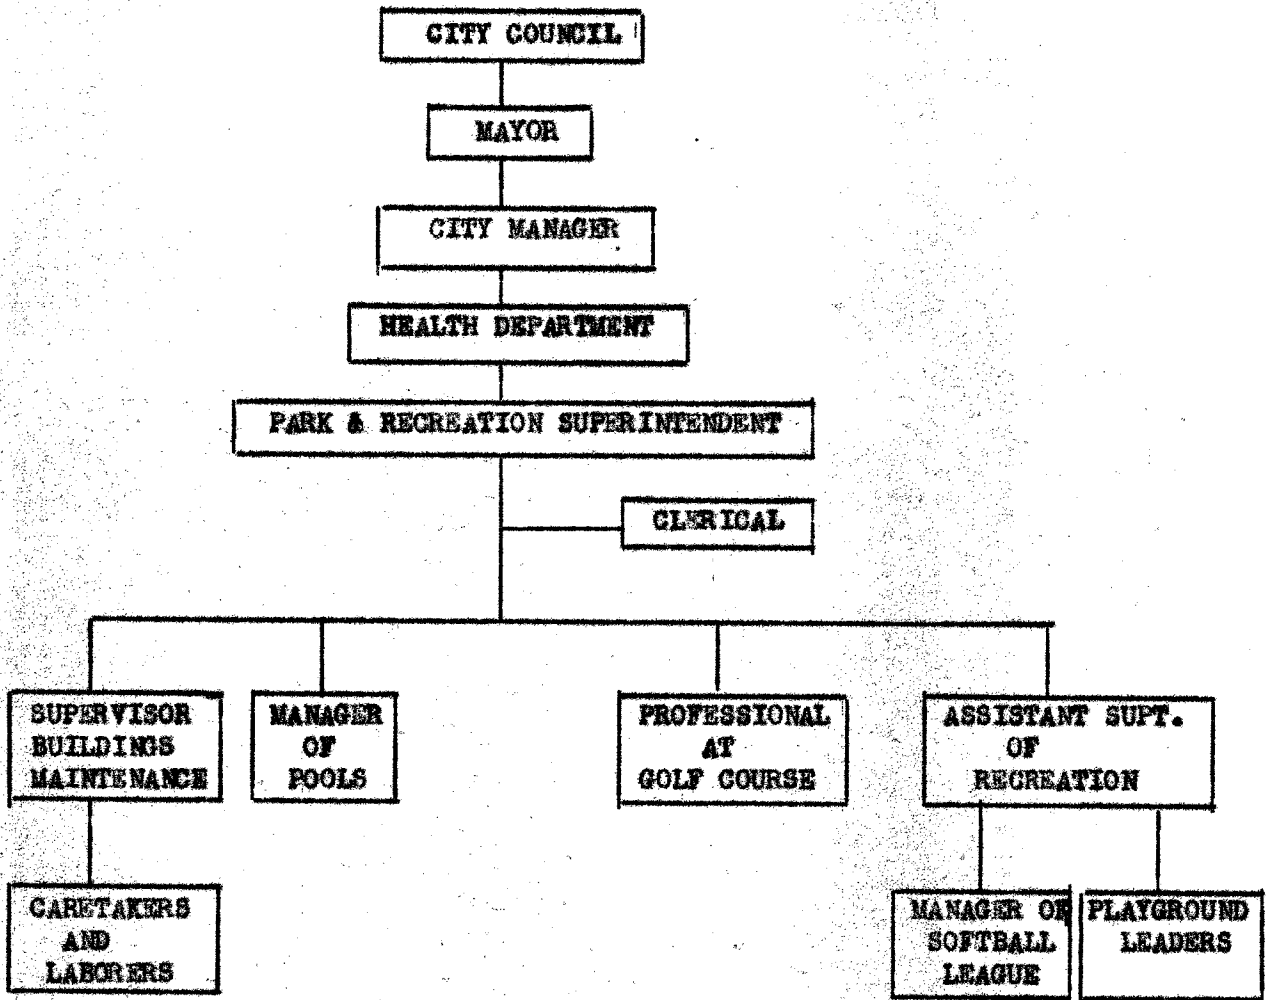 CITY COUNCIL
MAYOR
CITY MANAGER
HEALTH DEPARTMENT
PARK & RECREATION SUPERINTENDENT
CLERICAL
SUPERVISOR
BUILDINGS
MAINTENANCE
MANAGER
OF
POOLS
PROFESSIONAL
AT
GOLF COURSE
ASSISTANT SUPT.
OF
RECREATION
CARETAKERS
AND
LABORERS
MANAGER OF
SOFTBALL
LEAGUE
PLAYGROUND
LEADERS